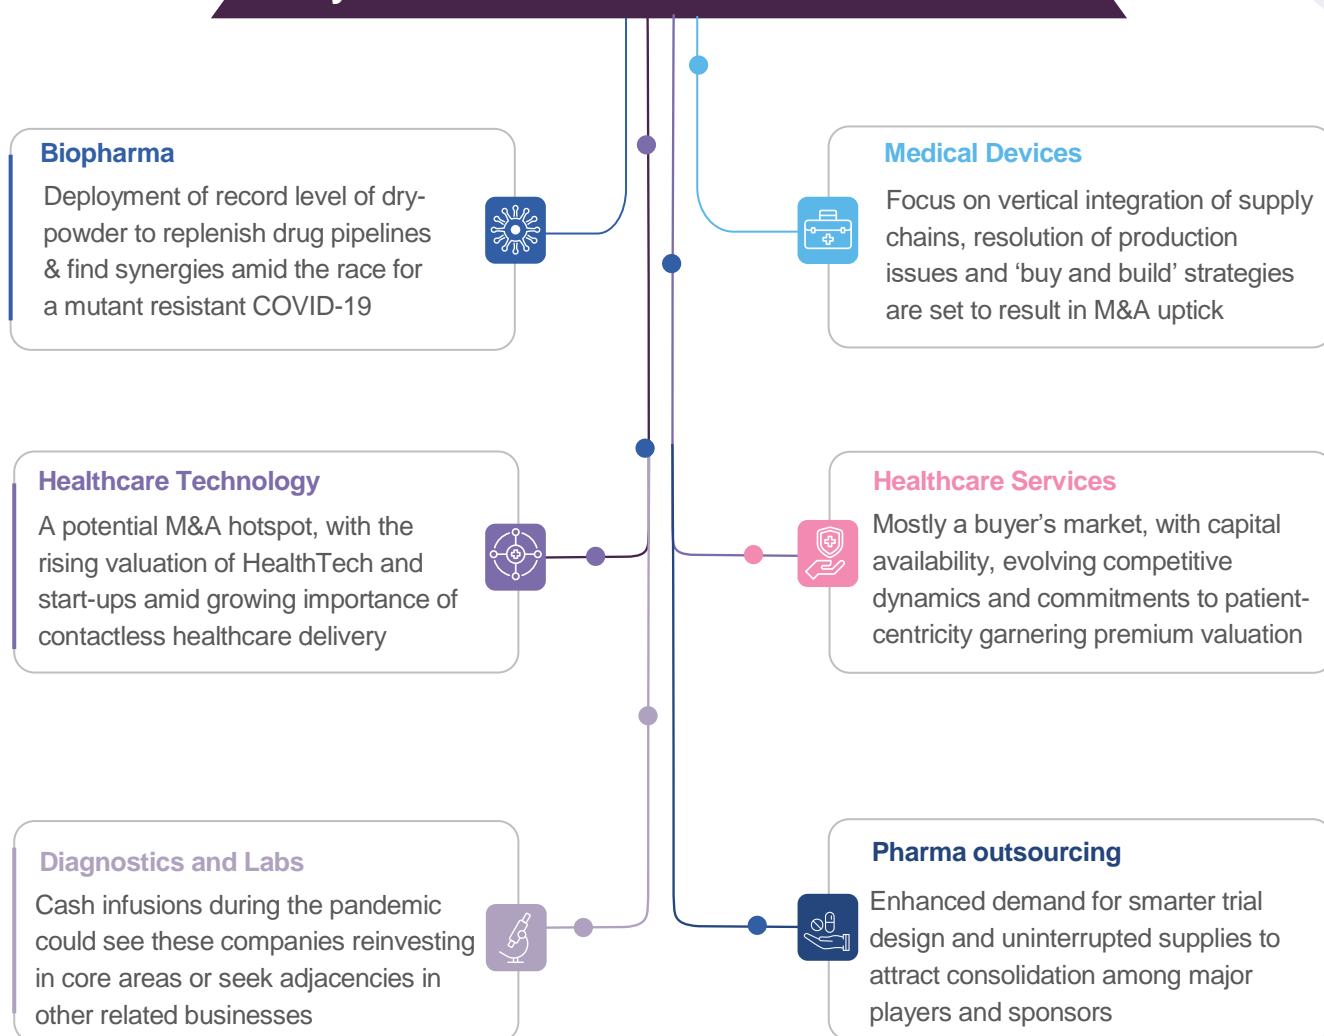 Biopharma
Deployment of record level of dry-
powder to replenish drug pipelines
& find synergies amid the race for
a mutant resistant COVID-19
Medical Devices
Focus on vertical integration of supply
chains, resolution of production
issues and ‘buy and build’ strategies
are set to result in M&A uptick
Healthcare Technology
A potential M&A hotspot, with the
rising valuation of HealthTech and
start-ups amid growing importance of
contactless healthcare delivery
Healthcare Services
Mostly a buyer’s market, with capital
availability, evolving competitive
dynamics and commitments to patient-
centricity garnering premium valuation
Diagnostics and Labs
Cash infusions during the pandemic
could see these companies reinvesting
in core areas or seek adjacencies in
other related businesses
Pharma outsourcing
Enhanced demand for smarter trial
design and uninterrupted supplies to
attract consolidation among major
players and sponsors